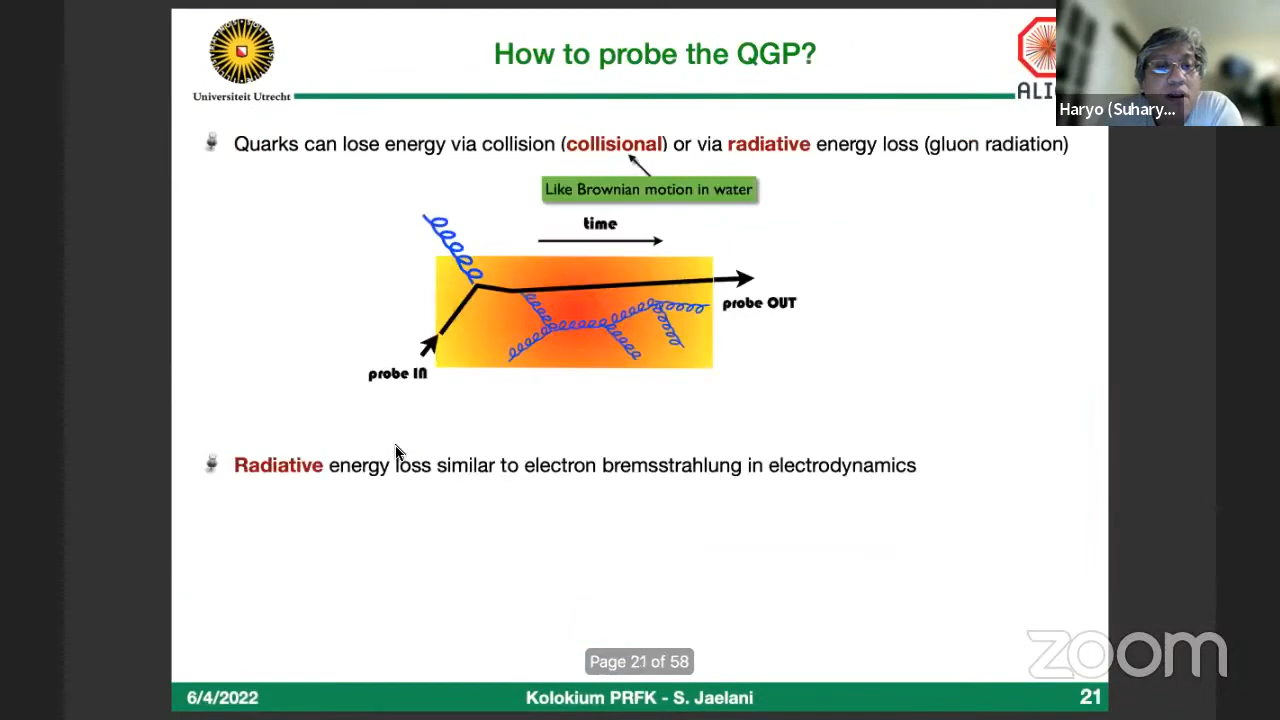 How to probe the QGP?
Universiteit Utrecht
ALI
Haryo (Suhary...
Quarks can lose energy via collision (collisional) or via radiative energy loss (gluon radiation)
Like Brownian motion in water
time
probe OUT
probe IN
Radiative energy loss similar to electron bremsstrahlung in electrodynamics
Page 21 of 58
zoom
6/4/2022
Kolokium PRFK - S. Jaelani
21